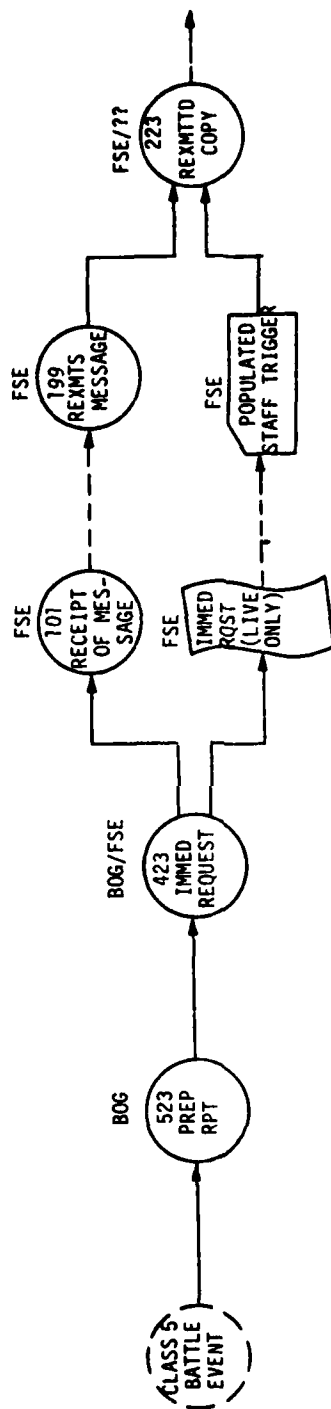 CLASS 5
BATTLE
EVENT
BOG
523
PREP
RPT
BOG/FSE
423
IMMED
REQUEST
FSE
101
RECEIPT
OF MES-
SAGE
FSE
199
REXMTS
MESSAGE
FSE
IMMED
RQST
(LIVE
ONLY)
FSE
POPULATED
STAFF TRIGGER
FSE/??
223
REXMTTD
COPY